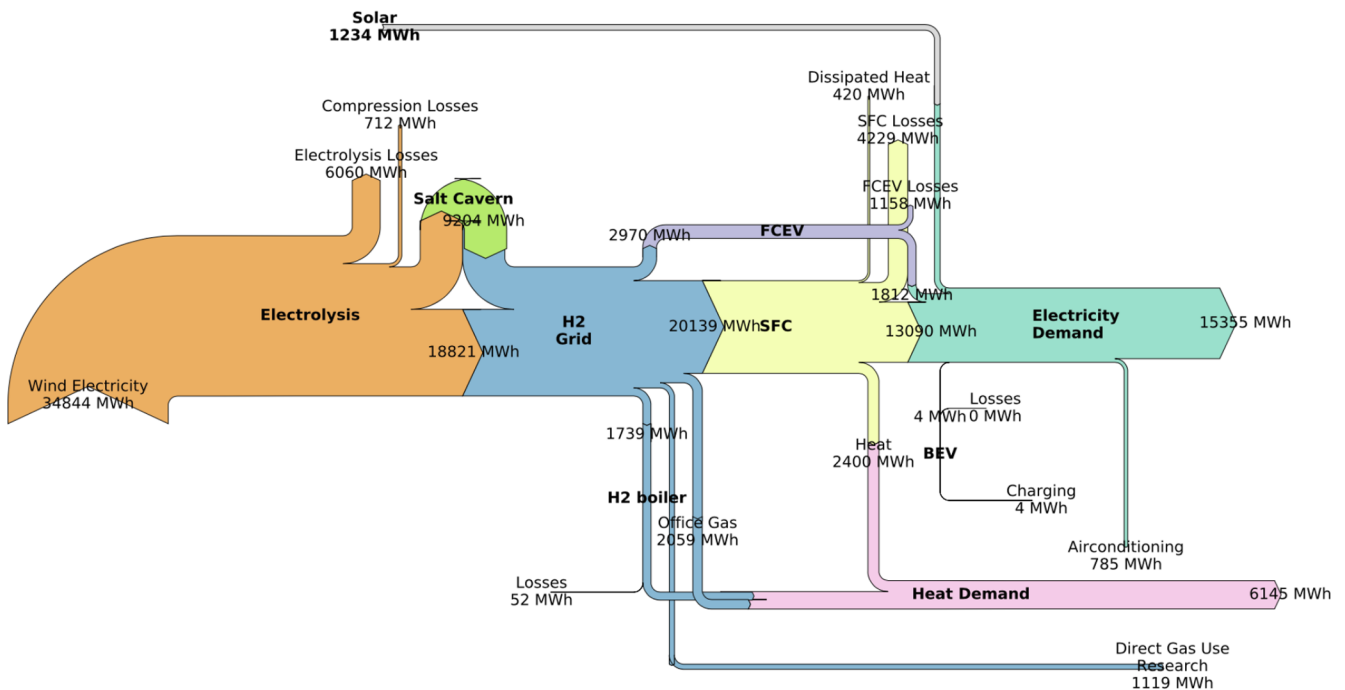 Solar
1234 MWh
Dissipated Heat
420 MWh
Compression Losses
712 MWh
SFC Losses
4229 MWh
Electrolysis Losses
6060 MWh
FCEV Losses
1158 MWh
Salt Cavern
9204 MWh
2970 MWh
FCEV
1812 MWh
Electrolysis
H2
Grid
20139 MWh
SFC
13090 MWh
Electricity
Demand
15355 MWh
18821 MWh
Wind Electricity
34844 MWh
Losses
0 MWh
4 MWh
1739 MWh
Heat
2400 MWh
BEV
H2 boiler
Charging
4 MWh
Office Gas
2059 MWh
Airconditioning
785 MWh
Losses
52 MWh
Heat Demand
6145 MWh
Direct Gas Use
Research
1119 MWh